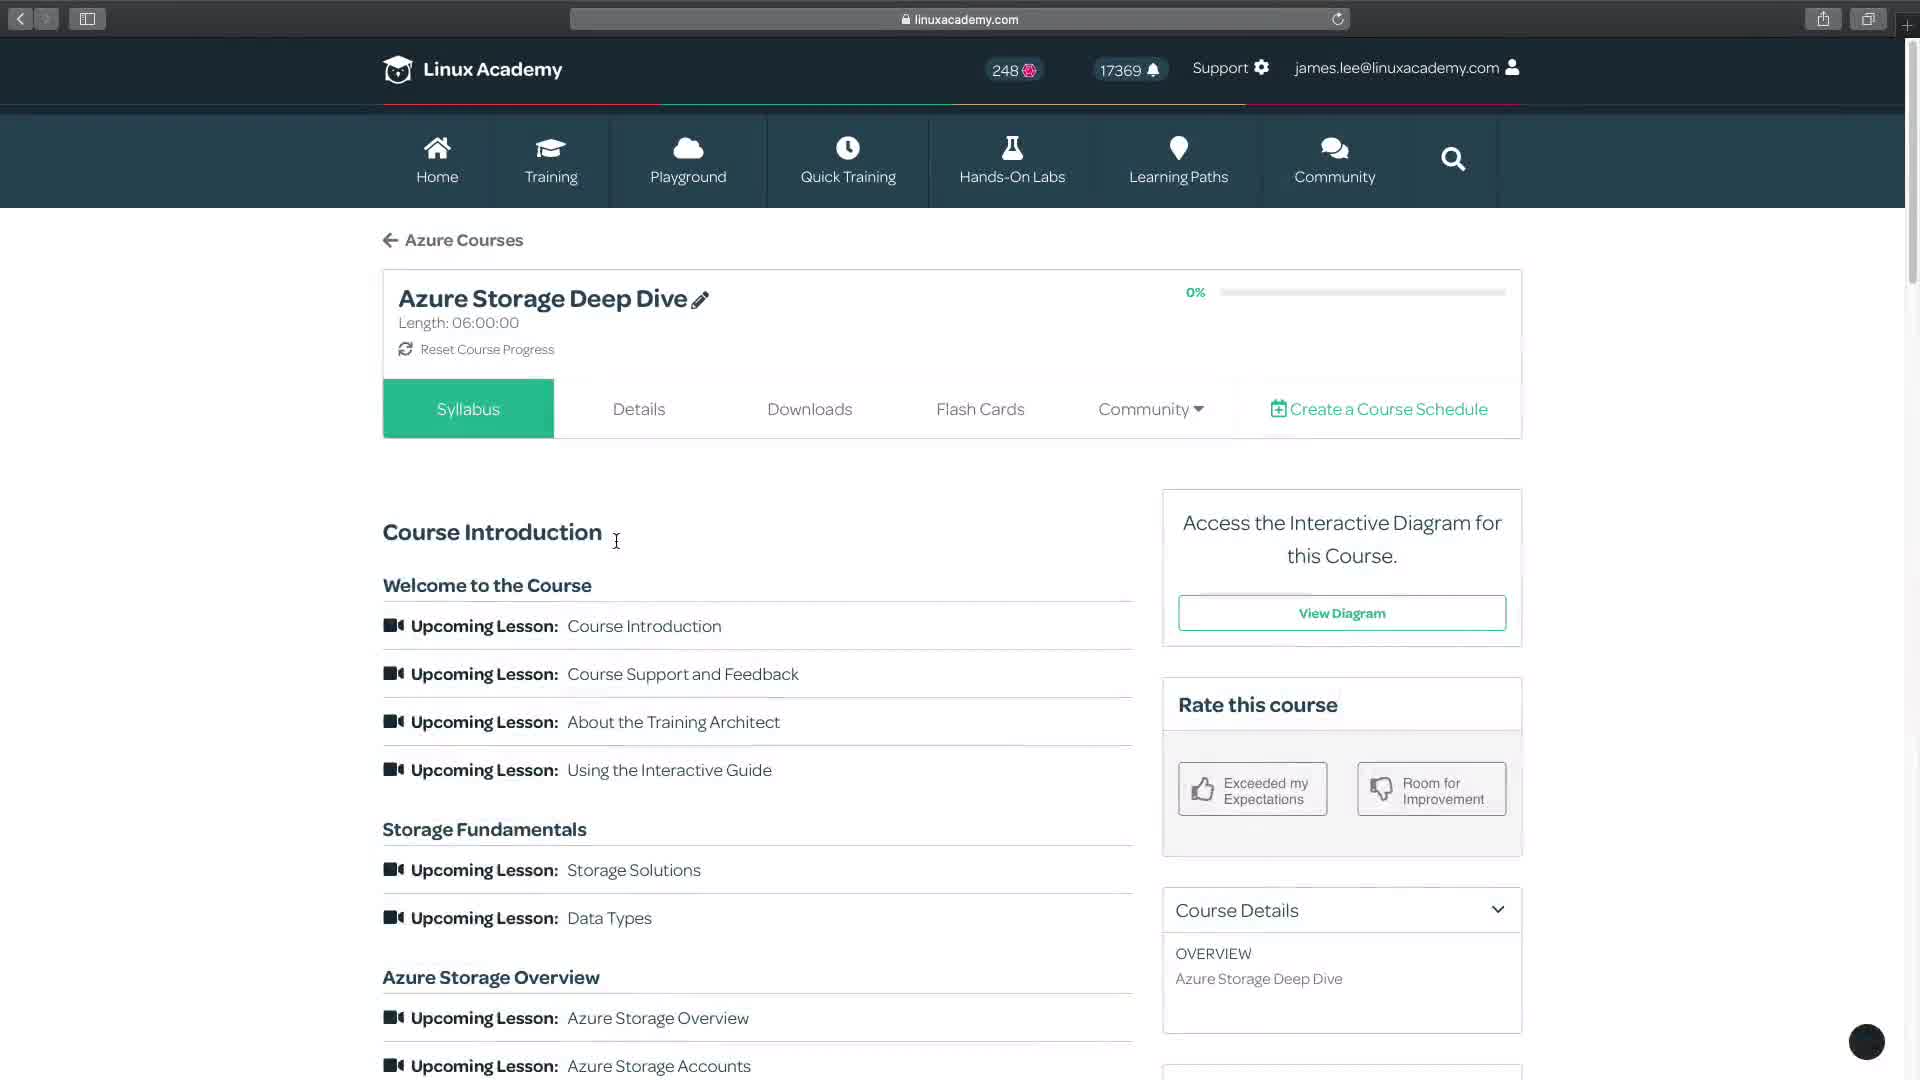 linuxacademy.com
Linux Academy
248
17369
Support
james.lee@linuxacademy.com
Home
Training
Playground
Quick Training
Hands-On Labs
Learning Paths
Community
Azure Courses
Azure Storage Deep Dive
0%
Length: 06:00:00
Reset Course Progress
Syllabus
Details
Downloads
Flash Cards
Community
Create a Course Schedule
Course Introduction
Welcome to the Course
Upcoming Lesson: Course Introduction
Upcoming Lesson: Course Support and Feedback
Upcoming Lesson: About the Training Architect
Upcoming Lesson: Using the Interactive Guide
Storage Fundamentals
Upcoming Lesson: Storage Solutions
Upcoming Lesson: Data Types
Azure Storage Overview
Upcoming Lesson: Azure Storage Overview
Upcoming Lesson: Azure Storage Accounts
Access the Interactive Diagram for
this Course.
View Diagram
Rate this course
Exceeded my
Expectations
Room for
Improvement
Course Details
OVERVIEW
Azure Storage Deep Dive